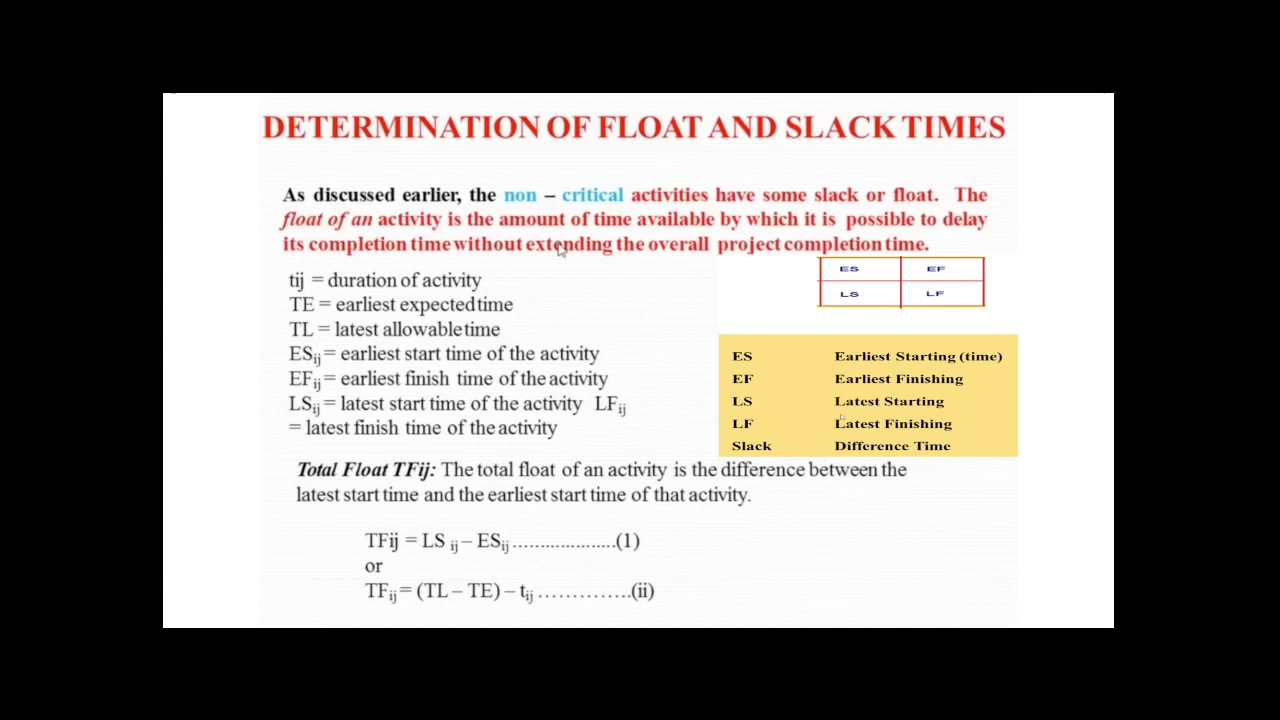 DETERMINATION OF FLOAT AND SLACK TIMES
As discussed earlier, the non – critical activities have some slack or float. The
float of an activity is the amount of time available by which it is possible to delay
its completion time without extending the overall project completion time.
tij = duration of activity
TE = earliest expected time
TL = latest allowable time
ESij = earliest start time of the activity
EFij = earliest finish time of the activity
LSij = latest start time of the activity LFij
= latest finish time of the activity
ES EF
LS LF
ES Earliest Starting (time)
EF Earliest Finishing
LS Latest Starting
LF Latest Finishing
Slack Difference Time
Total Float TFij: The total float of an activity is the difference between the
latest start time and the earliest start time of that activity.
TFij = LS ij – ESij ....................(1)
or
TFij = (TL – TE) – tij …………..(ii)